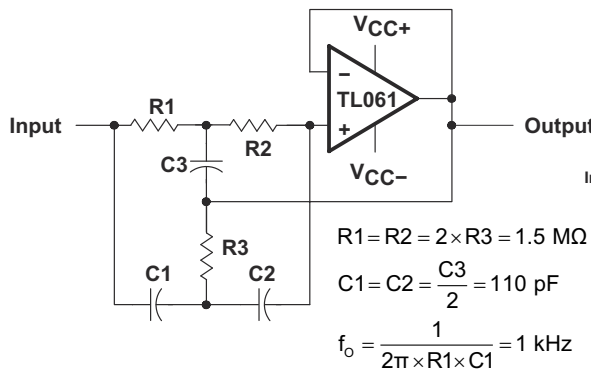 VCC+
R1
−
TL061
Input
R2
+
Output
C3
VCC−
R3
R1 = R2 = 2 × R3 = 1.5 MΩ
C1
C2
C1 = C2 = C3/2 = 110 pF
fO = 1/(2π × R1 × C1) = 1 kHz